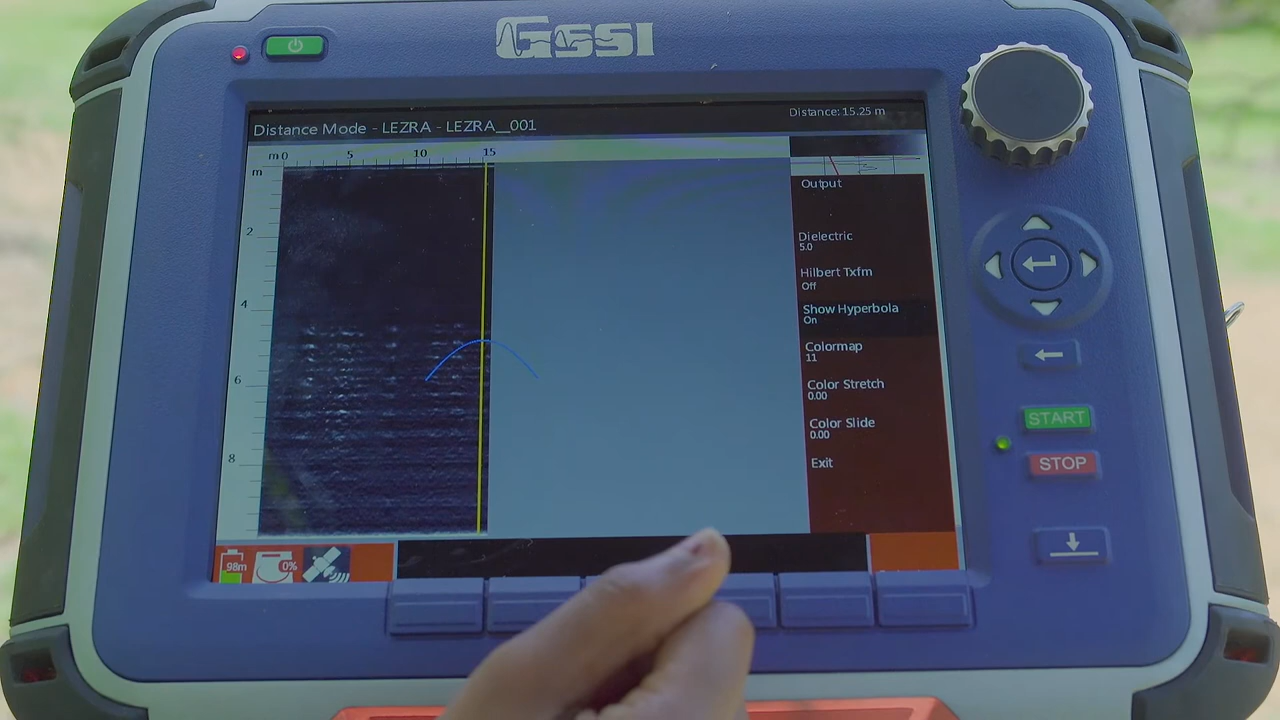 GSSI
Distance Mode - LEZRA - LEZRA__001
Distance: 15.25 m
m 0 5 10 15
m
2
4
6
8
Output
Dielectric
5.0
Hilbert Txfm
Off
Show Hyperbola
On
Colormap
11
Color Stretch
0.00
Color Slide
0.00
Exit
98m
0%
START
STOP